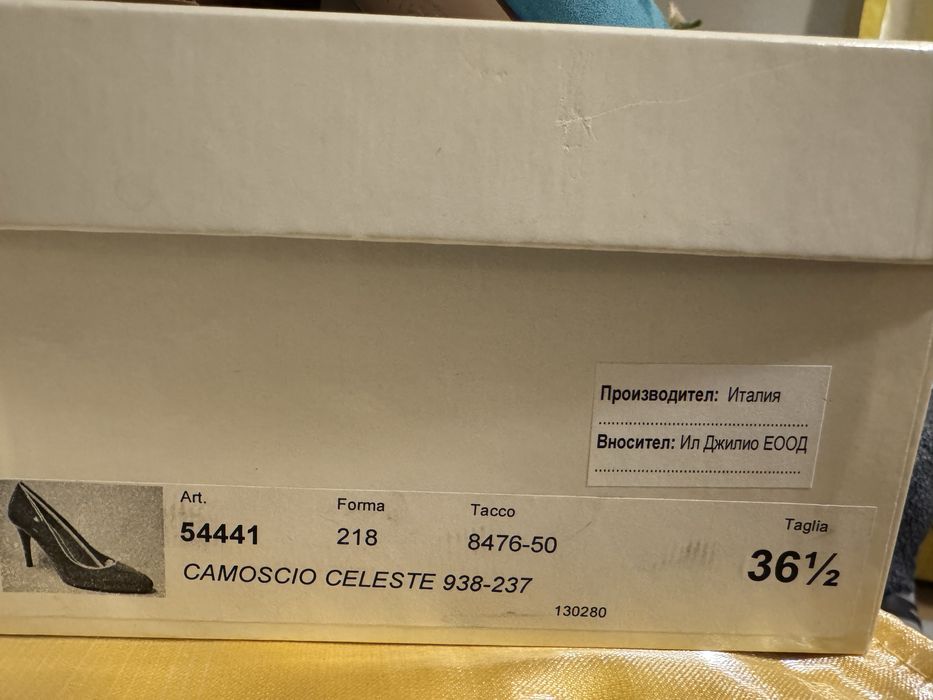 Производител: Италия
Вносител: Ил Джилио ЕООД
Art.
54441
Forma
218
Tacco
8476-50
Taglia
36½
CAMOSCIO CELESTE 938-237
130280